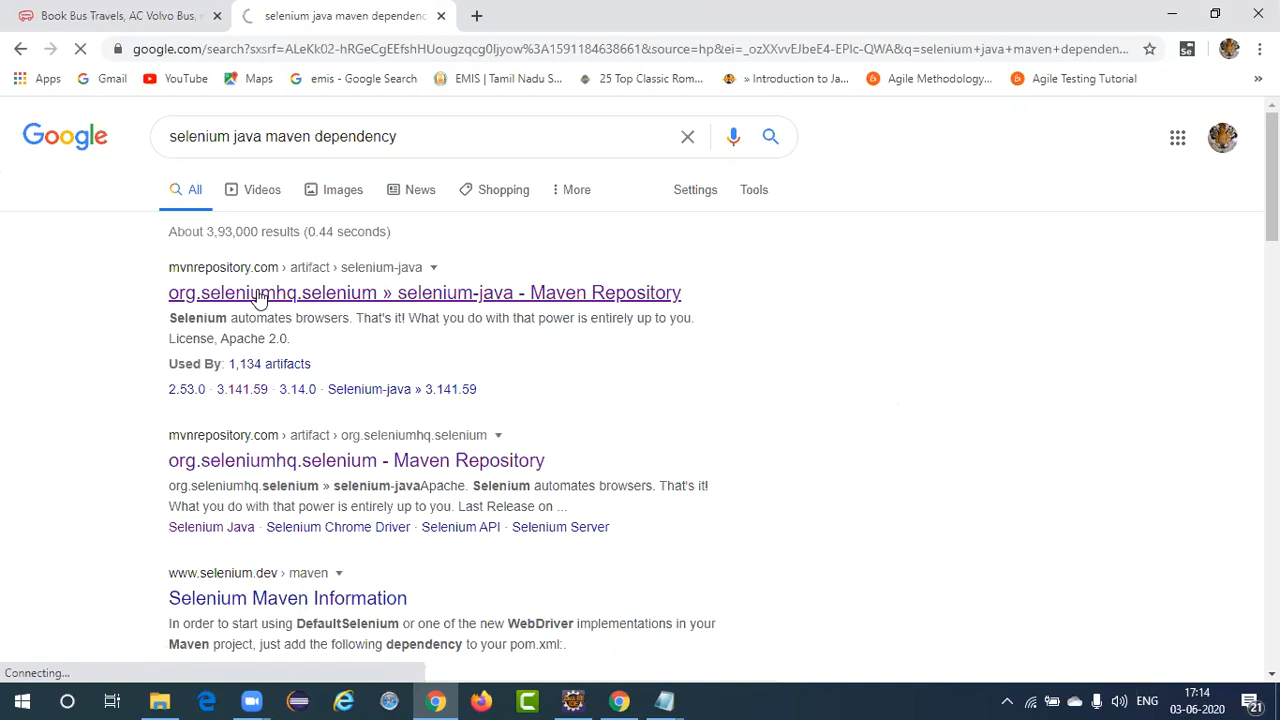 Book Bus Travels, AC Volvo Bus,
selenium java maven dependenc
google.com/search?sxsrf=ALeKk02-hRGeCgEEfshHUougzqcg0ljyow%3A1591184638661&source=hp&ei=_ozXXvEJbeE4-EPlc-QWA&q=selenium+java+maven+dependen...
Se
Apps
Gmail
YouTube
Maps
emis - Google Search
EMIS | Tamil Nadu S...
25 Top Classic Rom...
» Introduction to Ja...
Agile Methodology...
Agile Testing Tutorial
»
Google
selenium java maven dependency
All
Videos
Images
News
Shopping
More
Settings
Tools
About 3,93,000 results (0.44 seconds)
mvnrepository.com › artifact › selenium-java
org.seleniumhq.selenium » selenium-java - Maven Repository
Selenium automates browsers. That's it! What you do with that power is entirely up to you.
License, Apache 2.0.
Used By: 1,134 artifacts
2.53.0 · 3.141.59 · 3.14.0 · Selenium-java » 3.141.59
mvnrepository.com › artifact › org.seleniumhq.selenium
org.seleniumhq.selenium - Maven Repository
org.seleniumhq.selenium » selenium-javaApache. Selenium automates browsers. That's it!
What you do with that power is entirely up to you. Last Release on ...
Selenium Java · Selenium Chrome Driver · Selenium API · Selenium Server
www.selenium.dev › maven
Selenium Maven Information
In order to start using DefaultSelenium or one of the new WebDriver implementations in your
Maven project, just add the following dependency to your pom.xml:.
Connecting...
ENG
17:14
03-06-2020
21